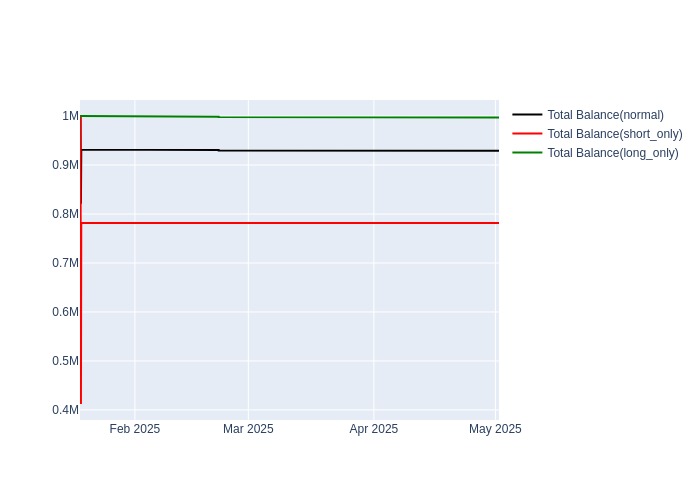 1M
0.9M
0.8M
0.7M
0.6M
0.5M
0.4M
Feb 2025
Mar 2025
Apr 2025
May 2025
Total Balance(normal)
Total Balance(short_only)
Total Balance(long_only)